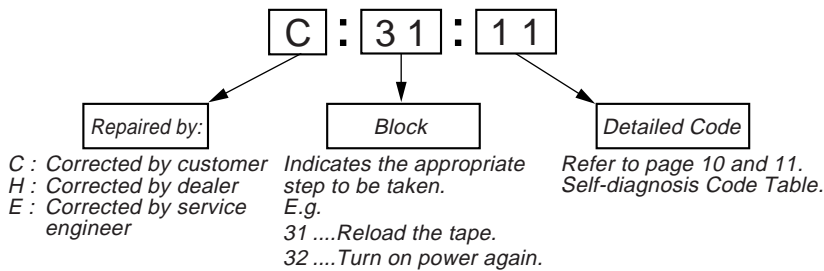 C : 31 : 11
Repaired by:
C : Corrected by customer
H : Corrected by dealer
E : Corrected by service
engineer
Block
Indicates the appropriate
step to be taken.
E.g.
31 ....Reload the tape.
32 ....Turn on power again.
Detailed Code
Refer to page 10 and 11.
Self-diagnosis Code Table.